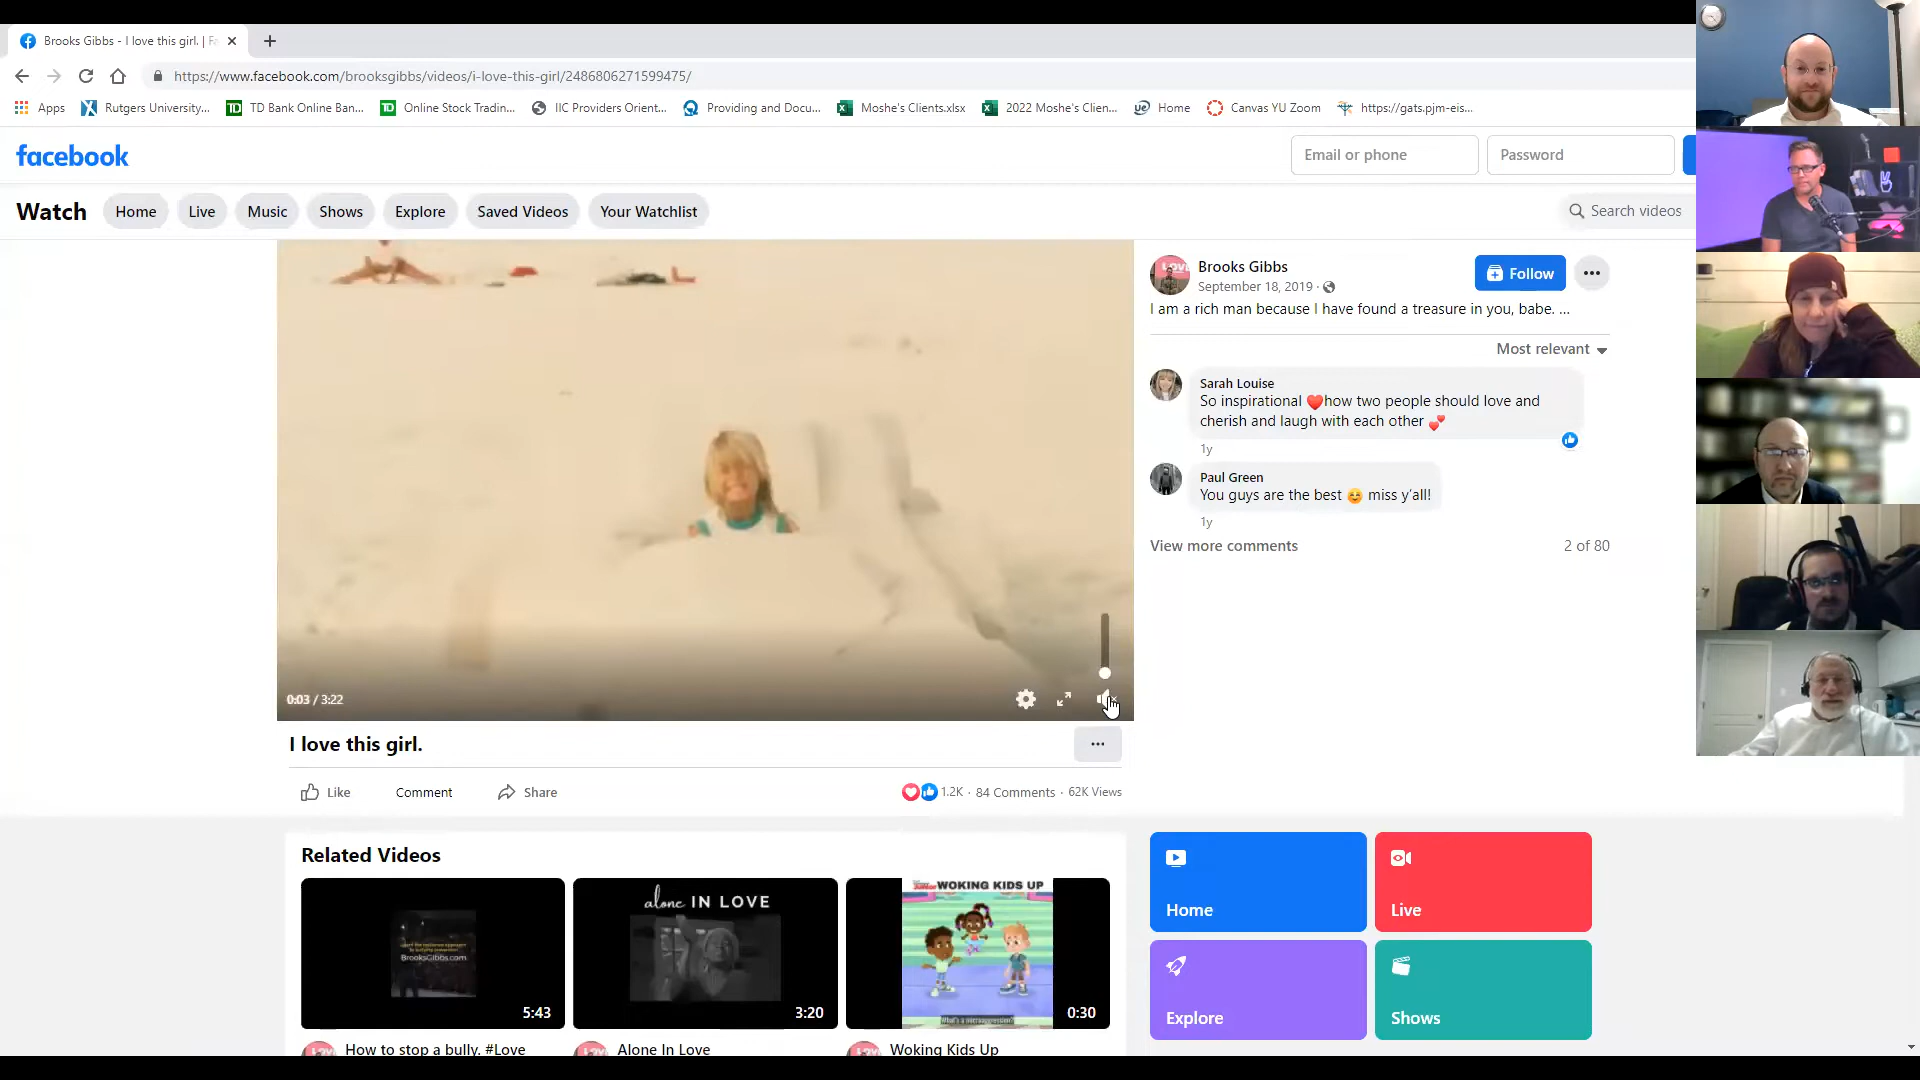 Brooks Gibbs - I love this girl. | Fa
https://www.facebook.com/brooksgibbs/videos/i-love-this-girl/2486806271599475/
Apps
Rutgers University...
TD Bank Online Ban...
Online Stock Tradin...
IIC Providers Orient...
Providing and Docu...
Moshe's Clients.xlsx
2022 Moshe's Clien...
Home
Canvas YU Zoom
https://gats.pjm-eis...
facebook
Email or phone
Password
Watch
Home
Live
Music
Shows
Explore
Saved Videos
Your Watchlist
Search videos
Brooks Gibbs
September 18, 2019 ·
Follow
I am a rich man because I have found a treasure in you, babe. ...
Most relevant
Sarah Louise
So inspirational ❤️how two people should love and
cherish and laugh with each other 💕
1y
Paul Green
You guys are the best 😊 miss y'all!
1y
View more comments
2 of 80
0:03 / 3:22
I love this girl.
Like
Comment
Share
1.2K · 84 Comments · 62K Views
Related Videos
BrooksGibbs.com
5:43
alone IN LOVE
3:20
WOKING KIDS UP
What's a microaggression?
0:30
How to stop a bully. #Love
Alone In Love
Woking Kids Up
Home
Live
Explore
Shows